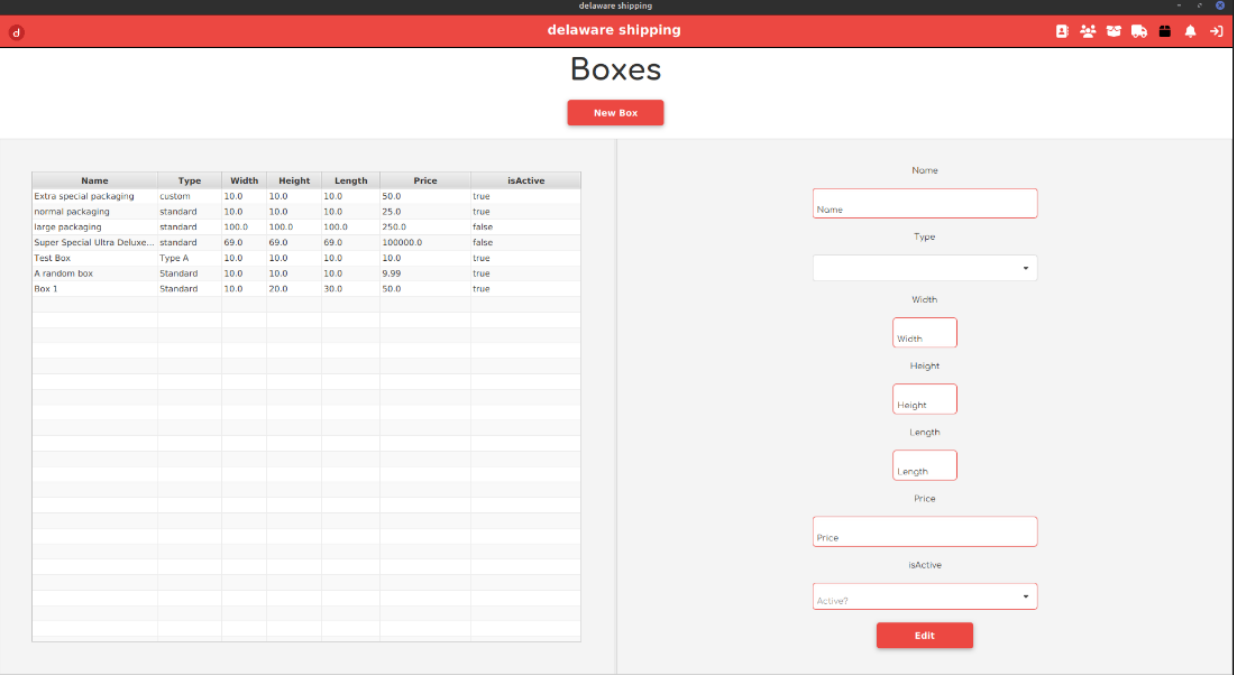 delaware shipping
d
delaware shipping
Boxes
New Box
Name Type Width Height Length Price isActive
Extra special packaging custom 10.0 10.0 10.0 50.0 true
normal packaging standard 10.0 10.0 10.0 25.0 true
large packaging standard 100.0 100.0 100.0 250.0 false
Super Special Ultra Deluxe... standard 69.0 69.0 69.0 100000.0 false
Test Box Type A 10.0 10.0 10.0 10.0 true
A random box Standard 10.0 10.0 10.0 9.99 true
Box 1 Standard 10.0 20.0 30.0 50.0 true
Name
Name
Type
Width
Width
Height
Height
Length
Length
Price
Price
isActive
Active?
Edit